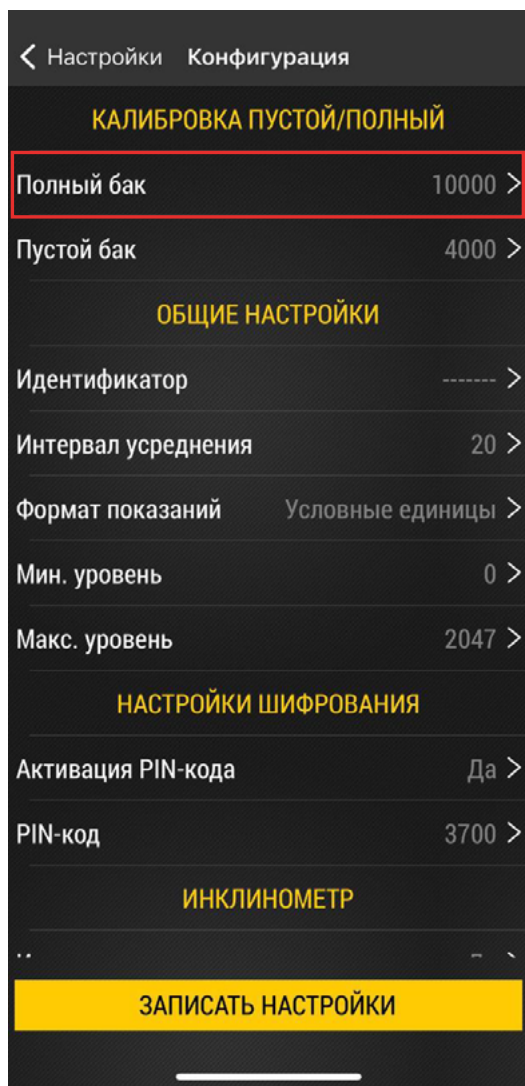 Настройки Конфигурация
КАЛИБРОВКА ПУСТОЙ/ПОЛНЫЙ
Полный бак 10000
Пустой бак 4000
ОБЩИЕ НАСТРОЙКИ
Идентификатор -------
Интервал усреднения 20
Формат показаний Условные единицы
Мин. уровень 0
Макс. уровень 2047
НАСТРОЙКИ ШИФРОВАНИЯ
Активация PIN-кода Да
PIN-код 3700
ИНКЛИНОМЕТР
ЗАПИСАТЬ НАСТРОЙКИ